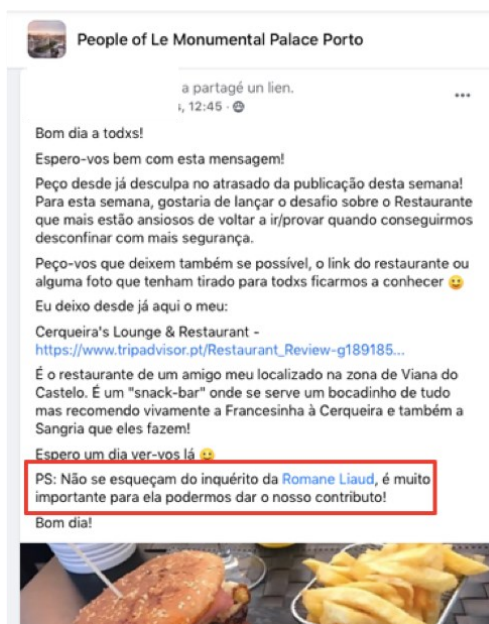 People of Le Monumental Palace Porto
a partagé un lien.
, 12:45 ·
Bom dia a todxs!
Espero-vos bem com esta mensagem!
Peço desde já desculpa no atrasado da publicação desta semana!
Para esta semana, gostaria de lançar o desafio sobre o Restaurante
que mais estão ansiosos de voltar a ir/provar quando conseguirmos
desconfinar com mais segurança.
Peço-vos que deixem também se possível, o link do restaurante ou
alguma foto que tenham tirado para todxs ficarmos a conhecer 😃
Eu deixo desde já aqui o meu:
Cerqueira's Lounge & Restaurant -
https://www.tripadvisor.pt/Restaurant_Review-g189185...
É o restaurante de um amigo meu localizado na zona de Viana do
Castelo. É um "snack-bar" onde se serve um bocadinho de tudo
mas recomendo vivamente a Francesinha à Cerqueira e também a
Sangria que eles fazem!
Espero um dia ver-vos lá 🙂
PS: Não se esqueçam do inquérito da Romane Liaud, é muito
importante para ela podermos dar o nosso contributo!
Bom dia!